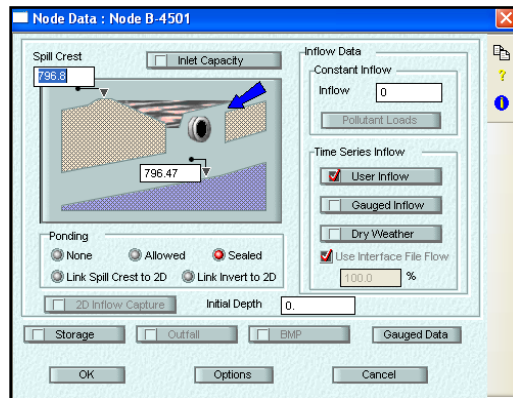 Node Data : Node B-4501
Spill Crest
796.8
Inlet Capacity
796.47
Ponding
None
Allowed
Sealed
Link Spill Crest to 2D
Link Invert to 2D
2D Inflow Capture
Initial Depth
0.
Inflow Data
Constant Inflow
Inflow
0
Pollutant Loads
Time Series Inflow
User Inflow
Gauged Inflow
Dry Weather
Use Interface File Flow
100.0 %
Storage
Outfall
BMP
Gauged Data
OK
Options
Cancel